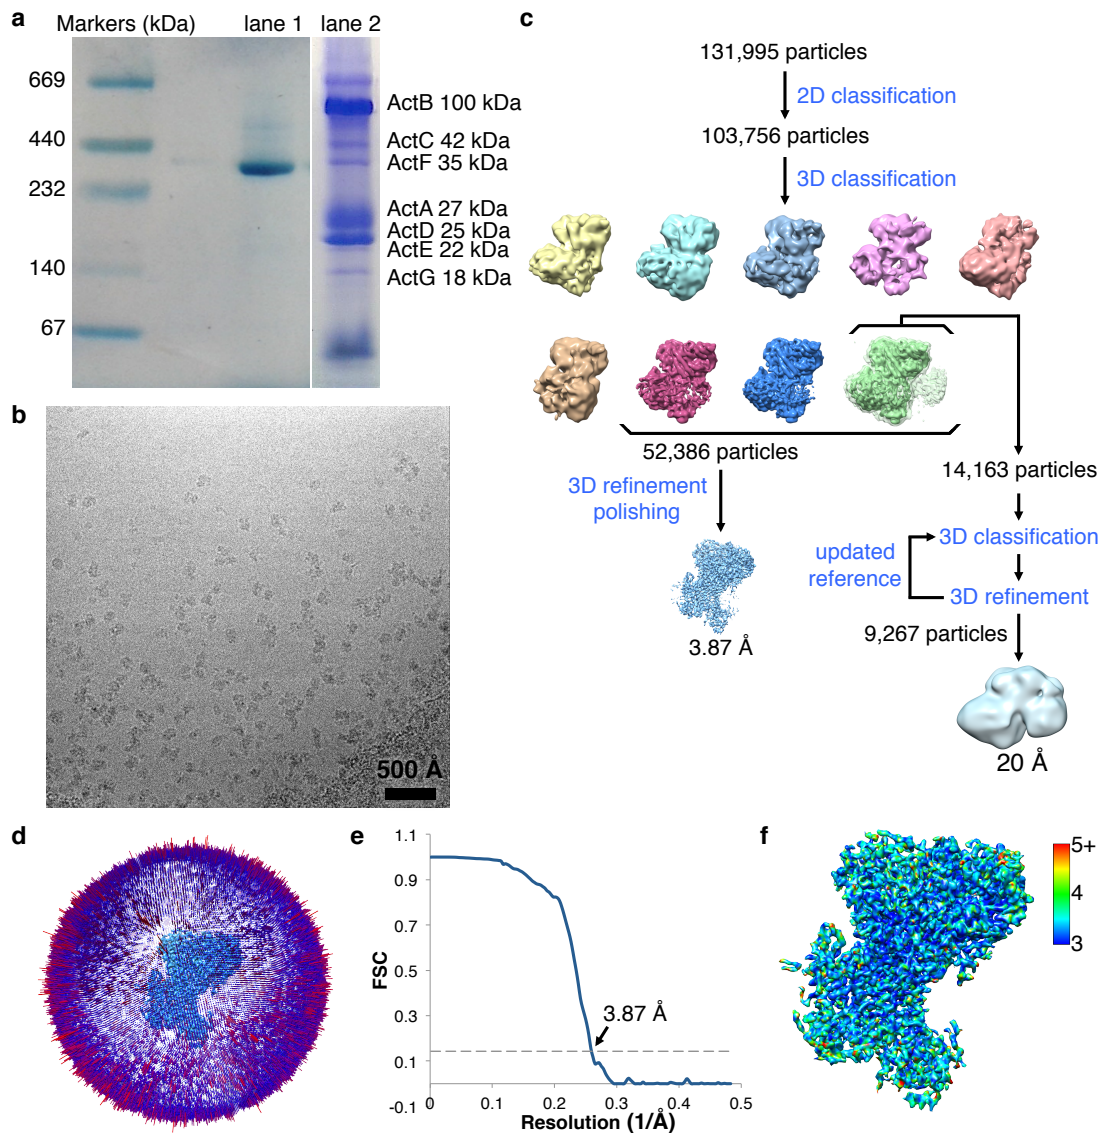 a
Markers (kDa) lane 1 lane 2
669
440
232
140
67
ActB 100 kDa
ActC 42 kDa
ActF 35 kDa
ActA 27 kDa
ActD 25 kDa
ActE 22 kDa
ActG 18 kDa
b
500 Å
c
131,995 particles
2D classification
103,756 particles
3D classification
52,386 particles
3D refinement
polishing
3.87 Å
14,163 particles
3D classification
updated
reference
3D refinement
9,267 particles
20 Å
d
e
1.1
0.9
0.7
0.5
0.3
0.1
-0.1
FSC
3.87 Å
0 0.1 0.2 0.3 0.4 0.5
Resolution (1/Å)
f
5+
4
3